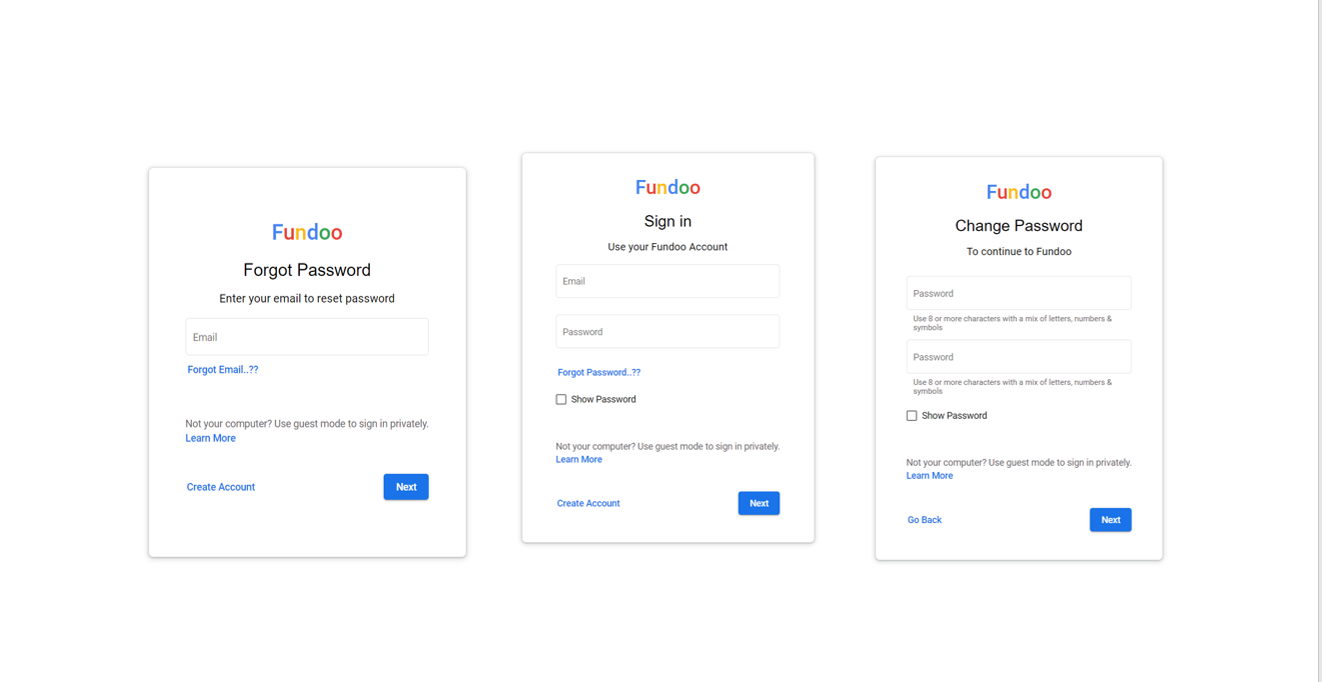 Fundoo
Forgot Password
Enter your email to reset password
Email
Forgot Email..??
Not your computer? Use guest mode to sign in privately.
Learn More
Create Account
Next
Fundoo
Sign in
Use your Fundoo Account
Email
Password
Forgot Password..??
Show Password
Not your computer? Use guest mode to sign in privately.
Learn More
Create Account
Next
Fundoo
Change Password
To continue to Fundoo
Password
Use 8 or more characters with a mix of letters, numbers &
symbols
Password
Use 8 or more characters with a mix of letters, numbers &
symbols
Show Password
Not your computer? Use guest mode to sign in privately.
Learn More
Go Back
Next